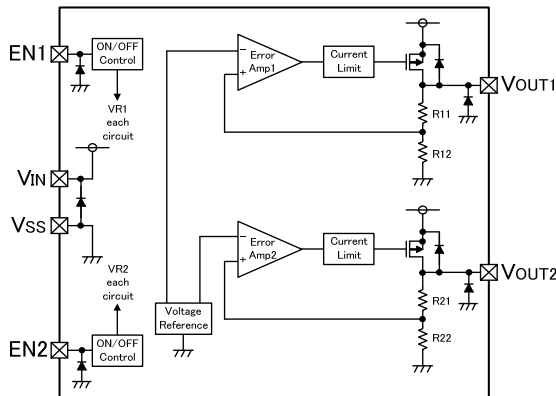 EN1
ON/OFF
Control
VR1
each
circuit
VIN
VSS
VR2
each
circuit
EN2
ON/OFF
Control
Voltage
Reference
−
+
Error
Amp1
Current
Limit
R11
R12
VOUT1
−
+
Error
Amp2
Current
Limit
R21
R22
VOUT2